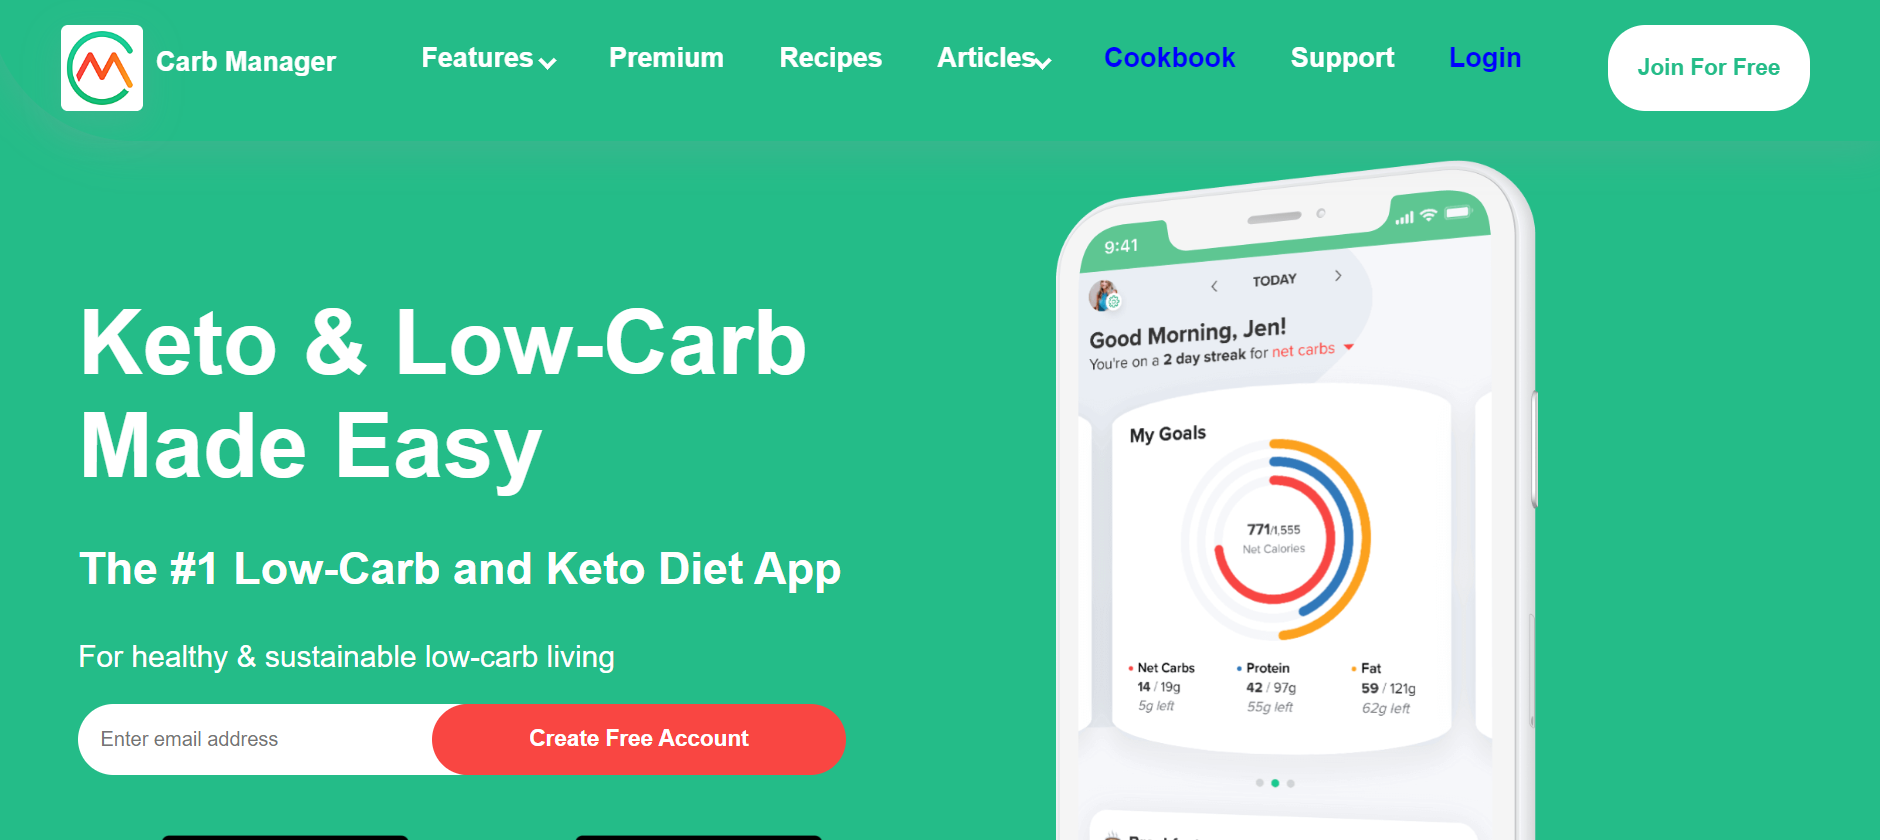 Carb Manager
Features
Premium
Recipes
Articles
Cookbook
Support
Login
Join For Free
Keto & Low-Carb
Made Easy
The #1 Low-Carb and Keto Diet App
For healthy & sustainable low-carb living
Enter email address
Create Free Account
9:41
TODAY
Good Morning, Jen!
You're on a 2 day streak for net carbs
My Goals
771/1,555
Net Calories
Net Carbs
14 / 19g
5g left
Protein
42 / 97g
55g left
Fat
59 / 121g
62g left